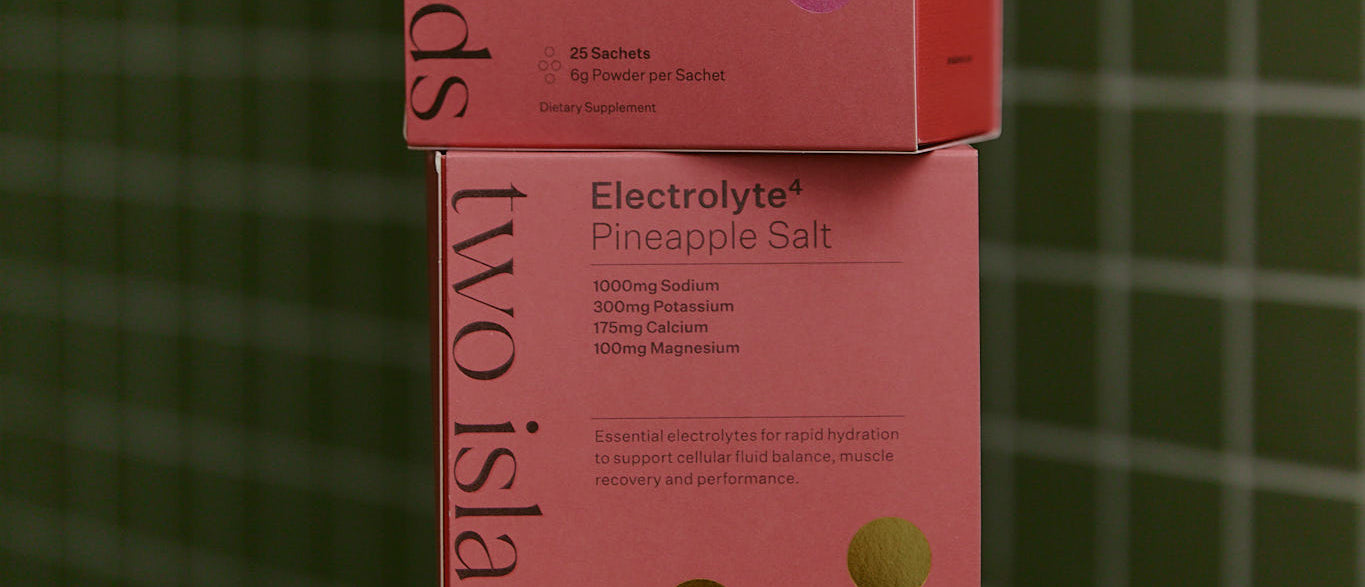 ds
25 Sachets
6g Powder per Sachet
Dietary Supplement
two isla
Electrolyte⁴
Pineapple Salt
1000mg Sodium
300mg Potassium
175mg Calcium
100mg Magnesium
Essential electrolytes for rapid hydration
to support cellular fluid balance, muscle
recovery and performance.